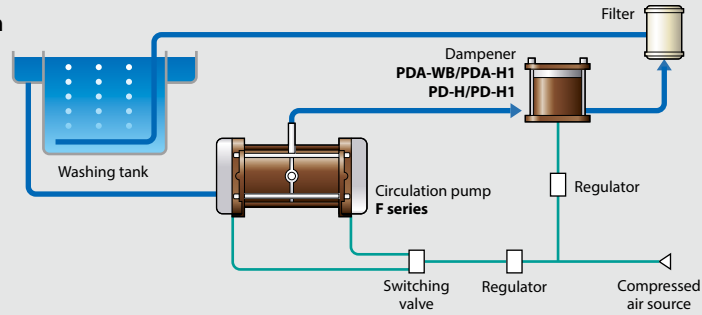 Filter
Dampener
PDA-WB/PDA-H1
PD-H/PD-H1
Washing tank
Circulation pump
F series
Regulator
Switching
valve
Regulator
Compressed
air source